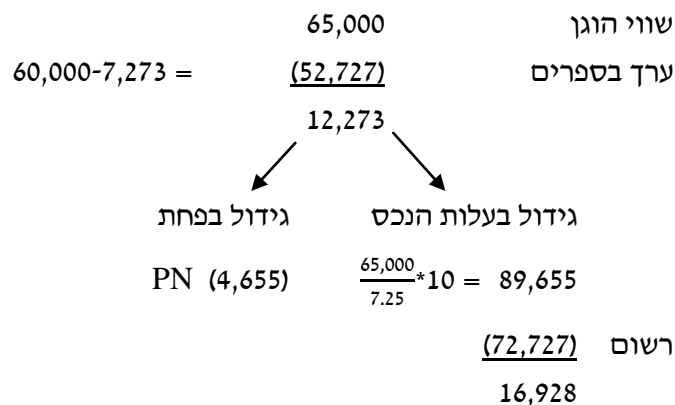 שווי הוגן 65,000
ערך בספרים (52,727) 60,000-7,273 =
12,273
גידול בעלות הנכס גידול בפחת
65,000/7.25*10 = 89,655 PN (4,655)
רשום (72,727)
16,928